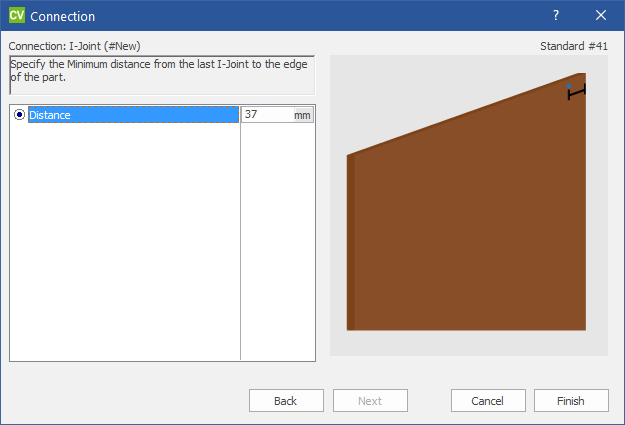 CV Connection ?
Connection: I-Joint (#New) Standard #41
Specify the Minimum distance from the last I-Joint to the edge
of the part.
Distance 37 mm
Back Next Cancel Finish